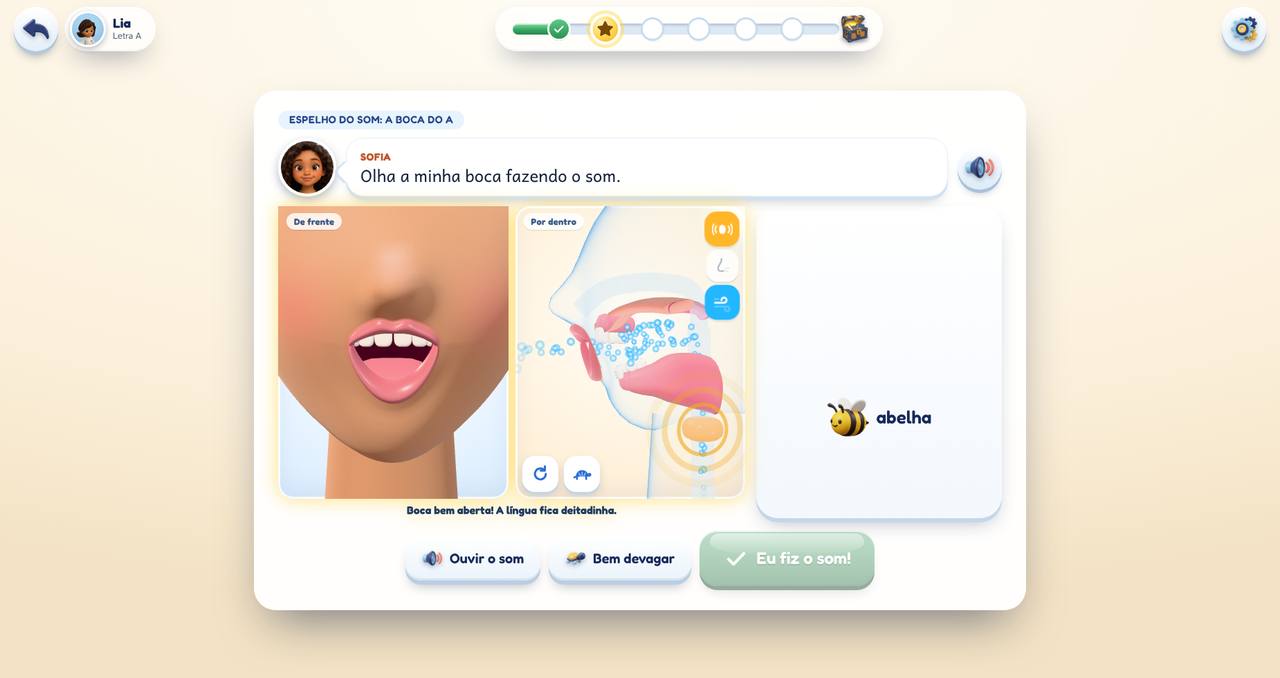 Lia
Letra A
ESPELHO DO SOM: A BOCA DO A
SOFIA
Olha a minha boca fazendo o som.
De frente
Por dentro
abelha
Boca bem aberta! A língua fica deitadinha.
Ouvir o som
Bem devagar
Eu fiz o som!